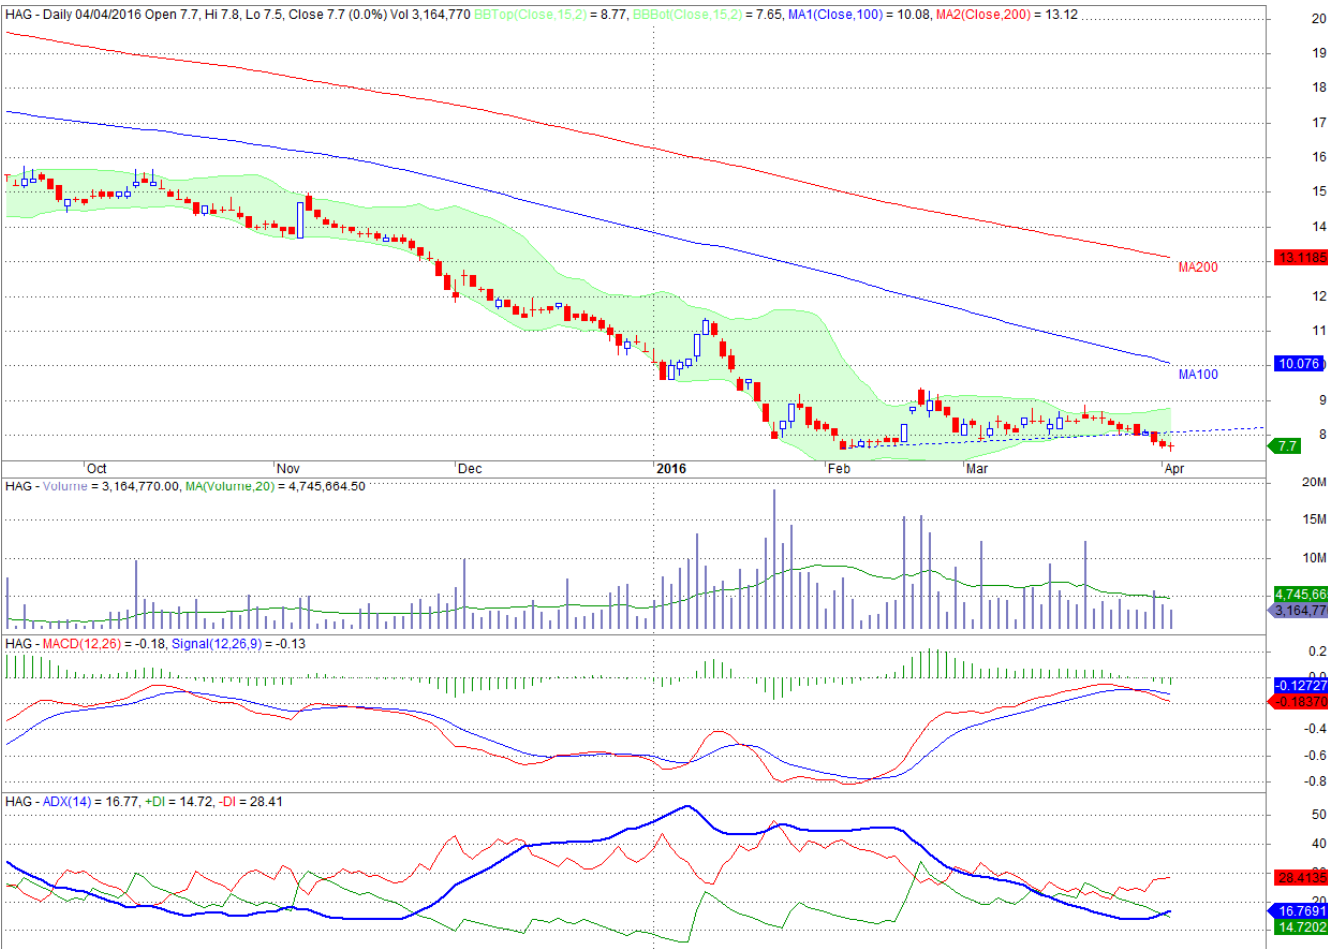 HAG - Daily 04/04/2016 Open 7.7, Hi 7.8, Lo 7.5, Close 7.7 (0.0%) Vol 3,164,770 BBTop(Close,15,2) = 8.77, BBBot(Close,15,2) = 7.65, MA1(Close,100) = 10.08, MA2(Close,200) = 13.12
20
19
18
17
16
15
14
13.1185
MA200
12
11
10.076
MA100
9
8
7.7
Oct Nov Dec 2016 Feb Mar Apr
HAG - Volume = 3,164,770.00, MA(Volume,20) = 4,745,664.50
20M
15M
10M
4,745,66
3,164,77
HAG - MACD(12,26) = -0.18, Signal(12,26,9) = -0.13
0.2
-0.12727
-0.18370
-0.4
-0.6
-0.8
HAG - ADX(14) = 16.77, +DI = 14.72, -DI = 28.41
50
40
28.4135
20
16.7691
14.7202